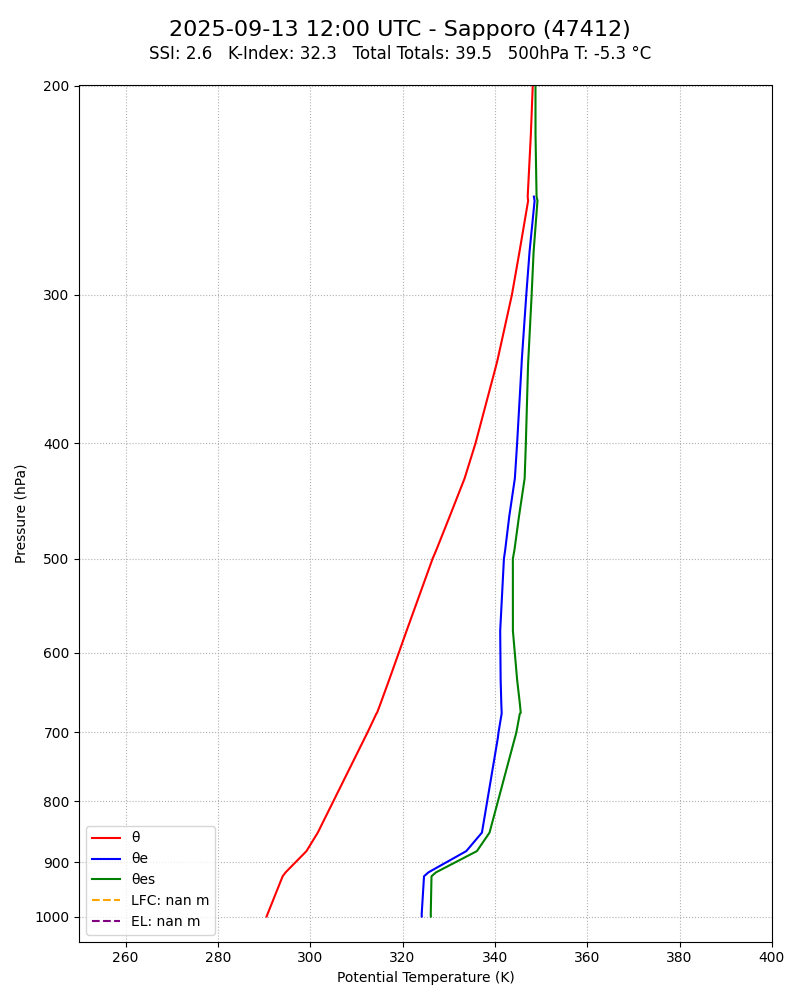 2025-09-13 12:00 UTC - Sapporo (47412)
SSI: 2.6   K-Index: 32.3   Total Totals: 39.5   500hPa T: -5.3 °C
200
300
400
500
600
700
800
900
1000
Pressure (hPa)
θ
θe
θes
LFC: nan m
EL: nan m
260 280 300 320 340 360 380 400
Potential Temperature (K)